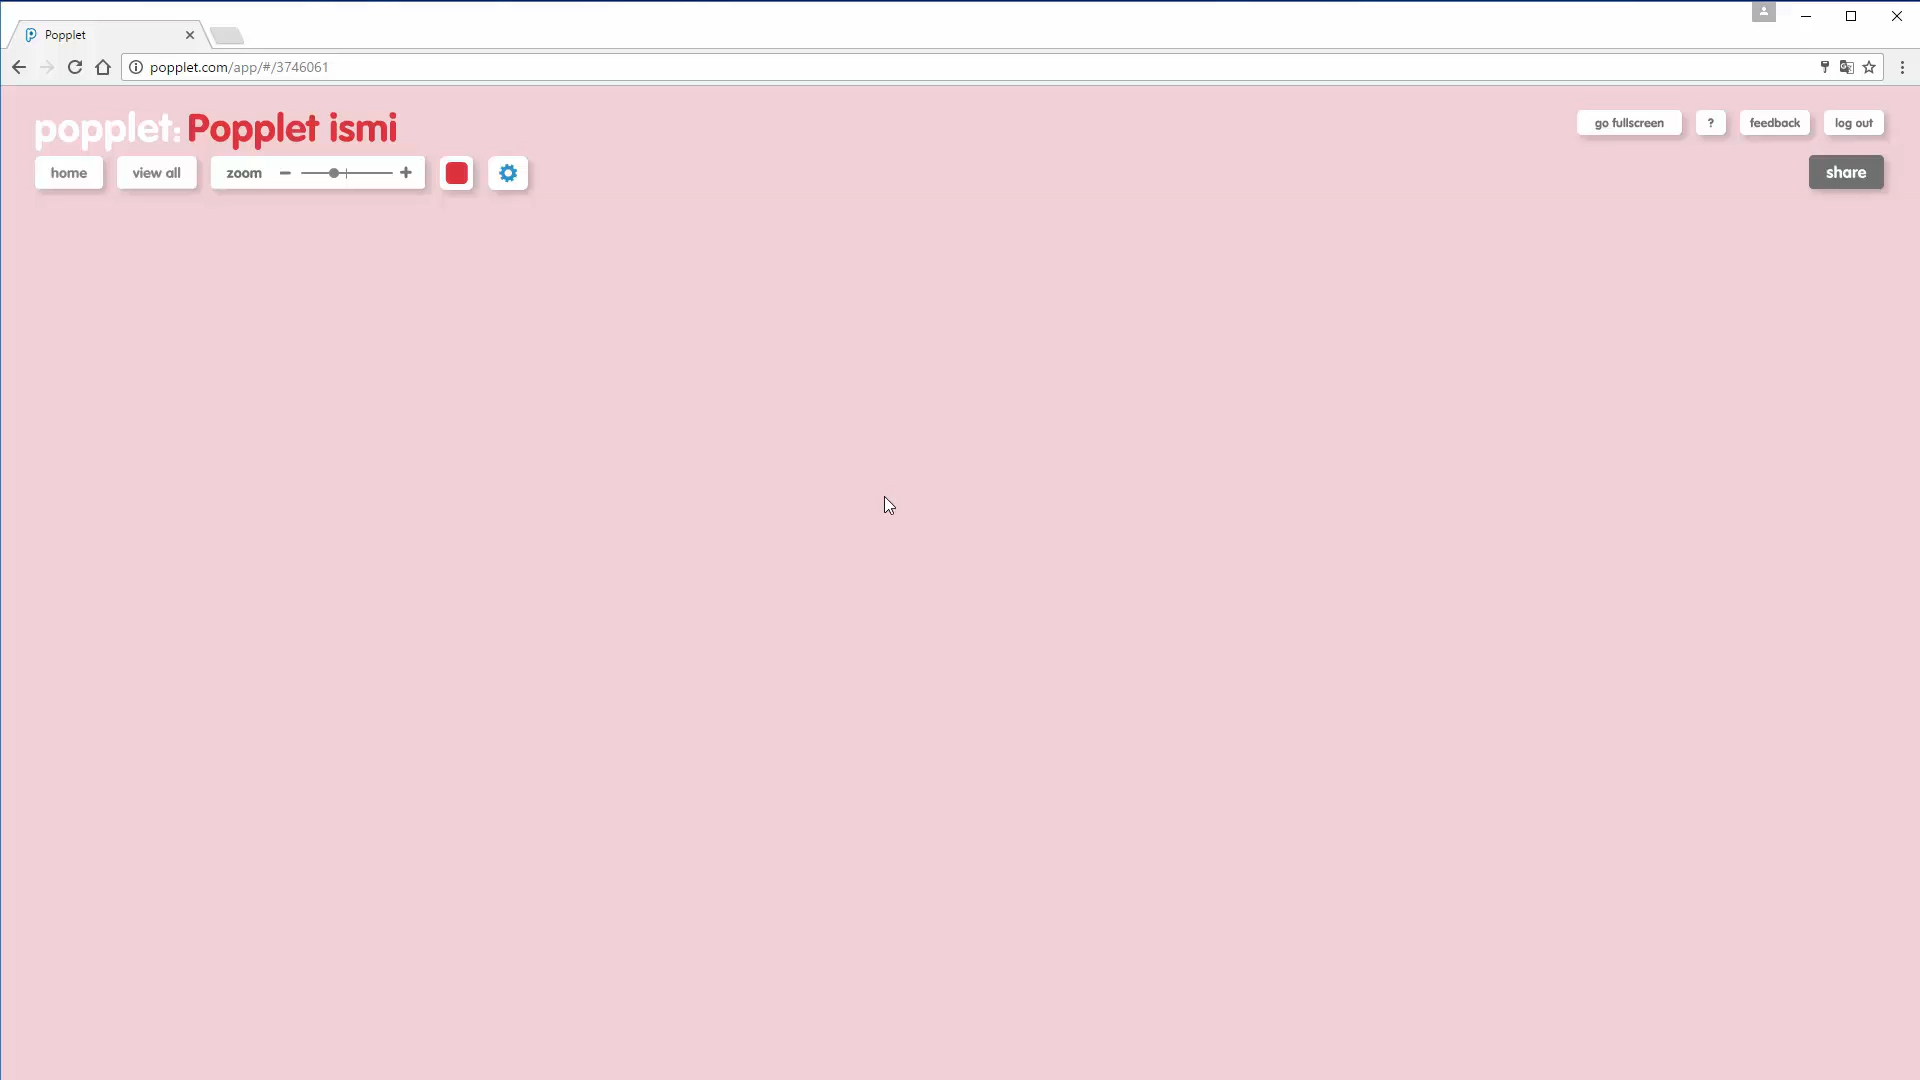 Popplet
popplet.com/app/#/3746061
popplet: Popplet ismi
go fullscreen ? feedback log out
home view all zoom − +
share